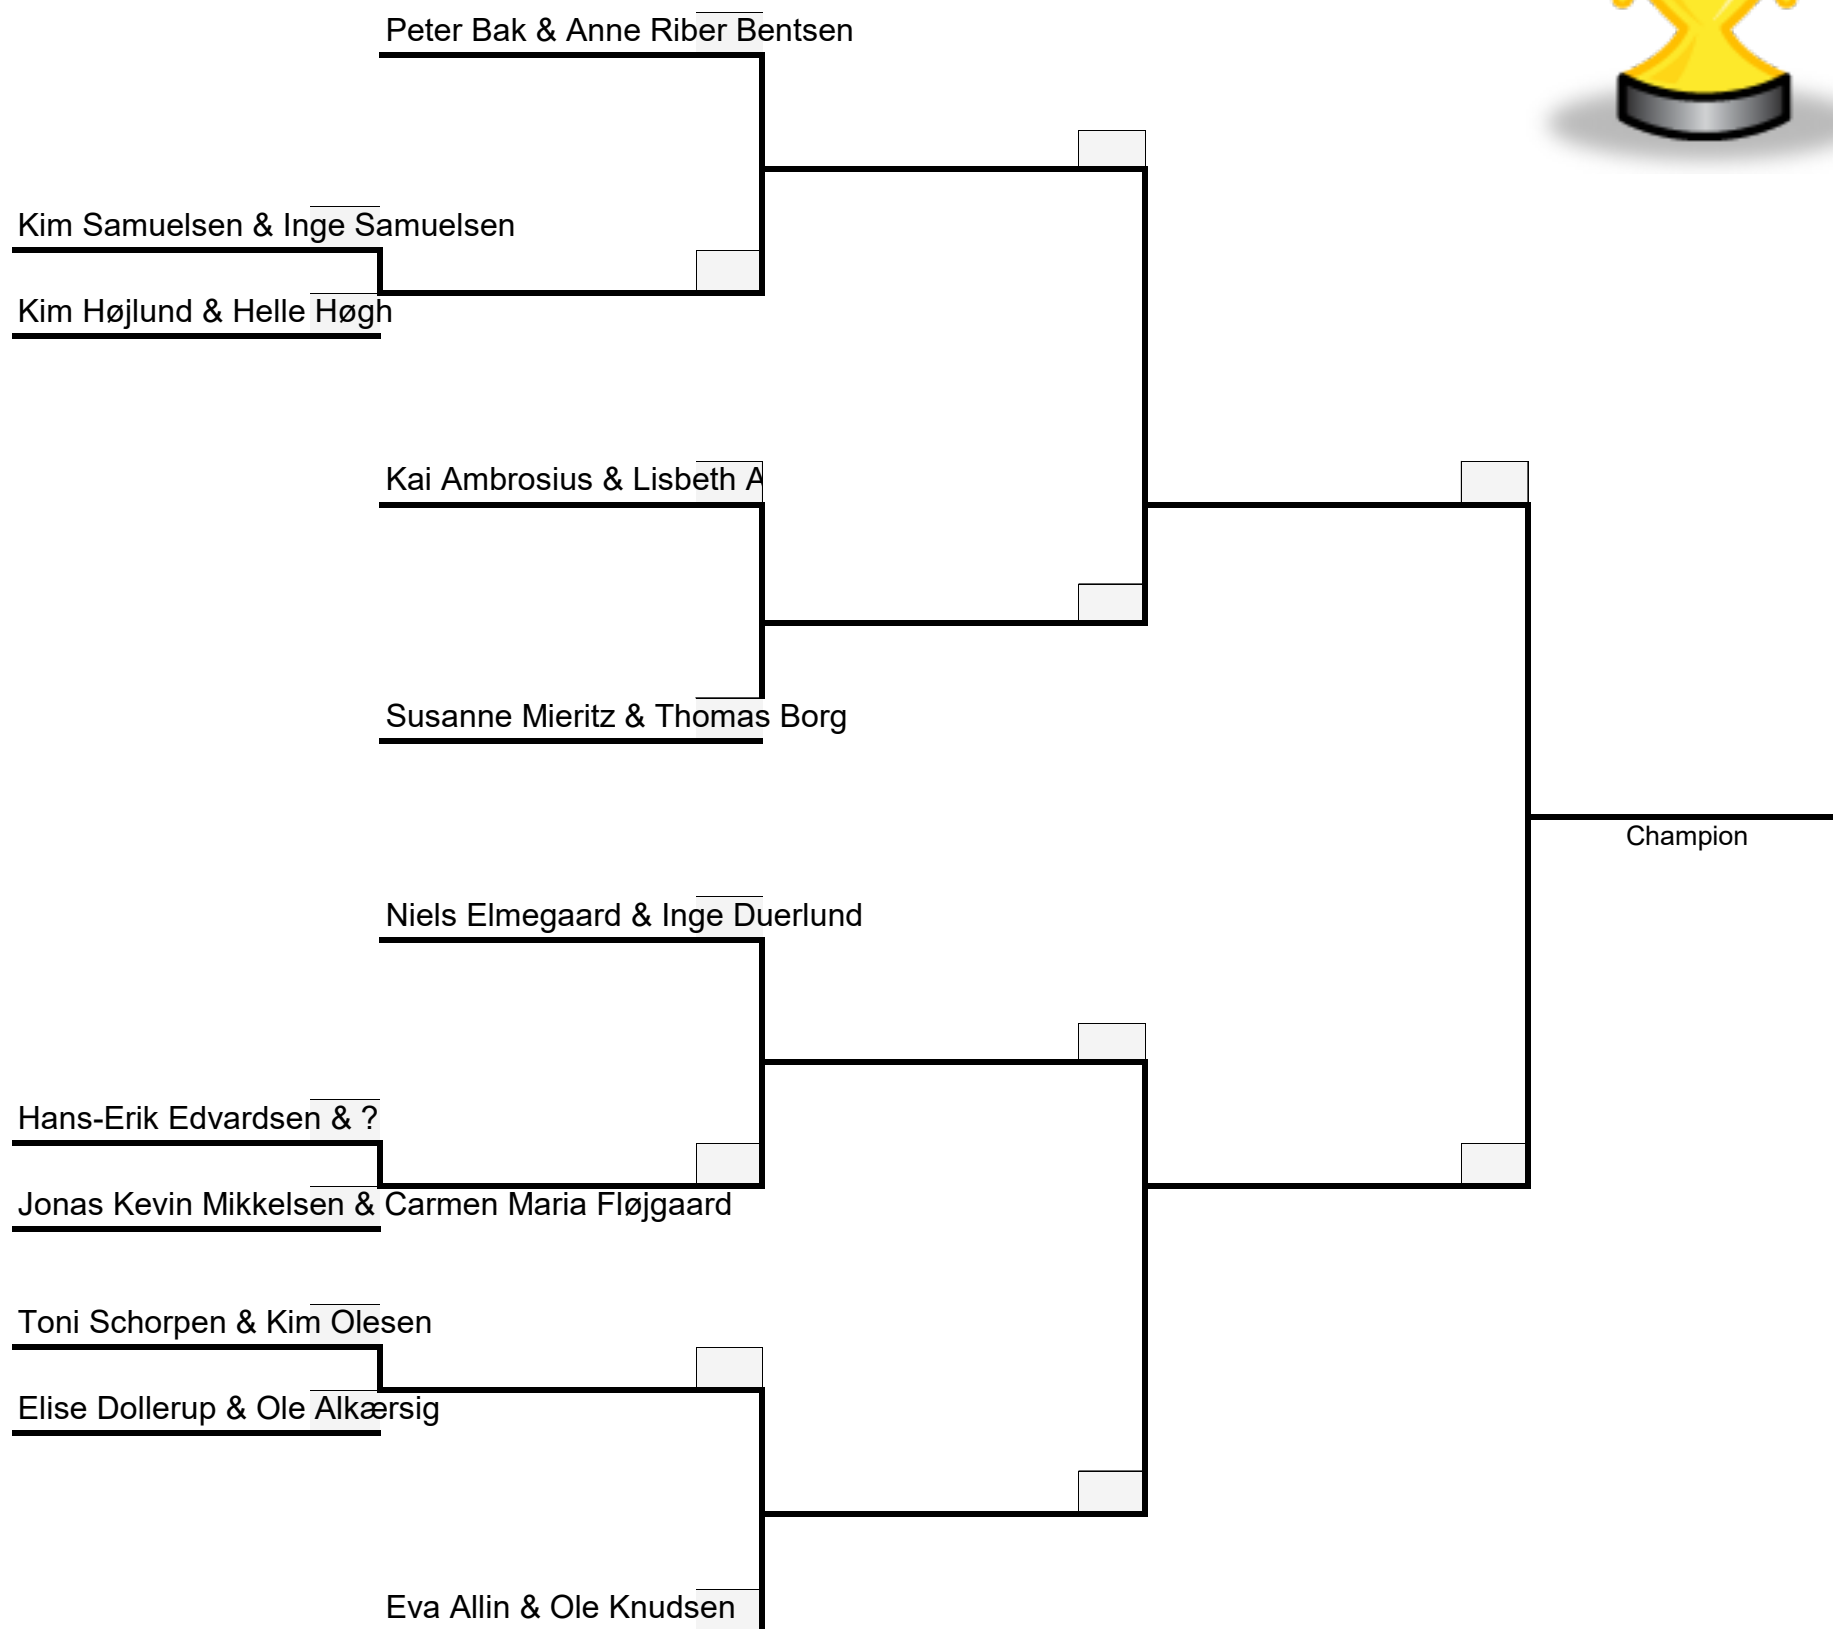 Peter Bak & Anne Riber Bentsen
Kim Samuelsen & Inge Samuelsen
Kim Højlund & Helle Høgh
Kai Ambrosius & Lisbeth A
Susanne Mieritz & Thomas Borg
Champion
Niels Elmegaard & Inge Duerlund
Hans-Erik Edvardsen & ?
Jonas Kevin Mikkelsen & Carmen Maria Fløjgaard
Toni Schorpen & Kim Olesen
Elise Dollerup & Ole Alkærsig
Eva Allin & Ole Knudsen